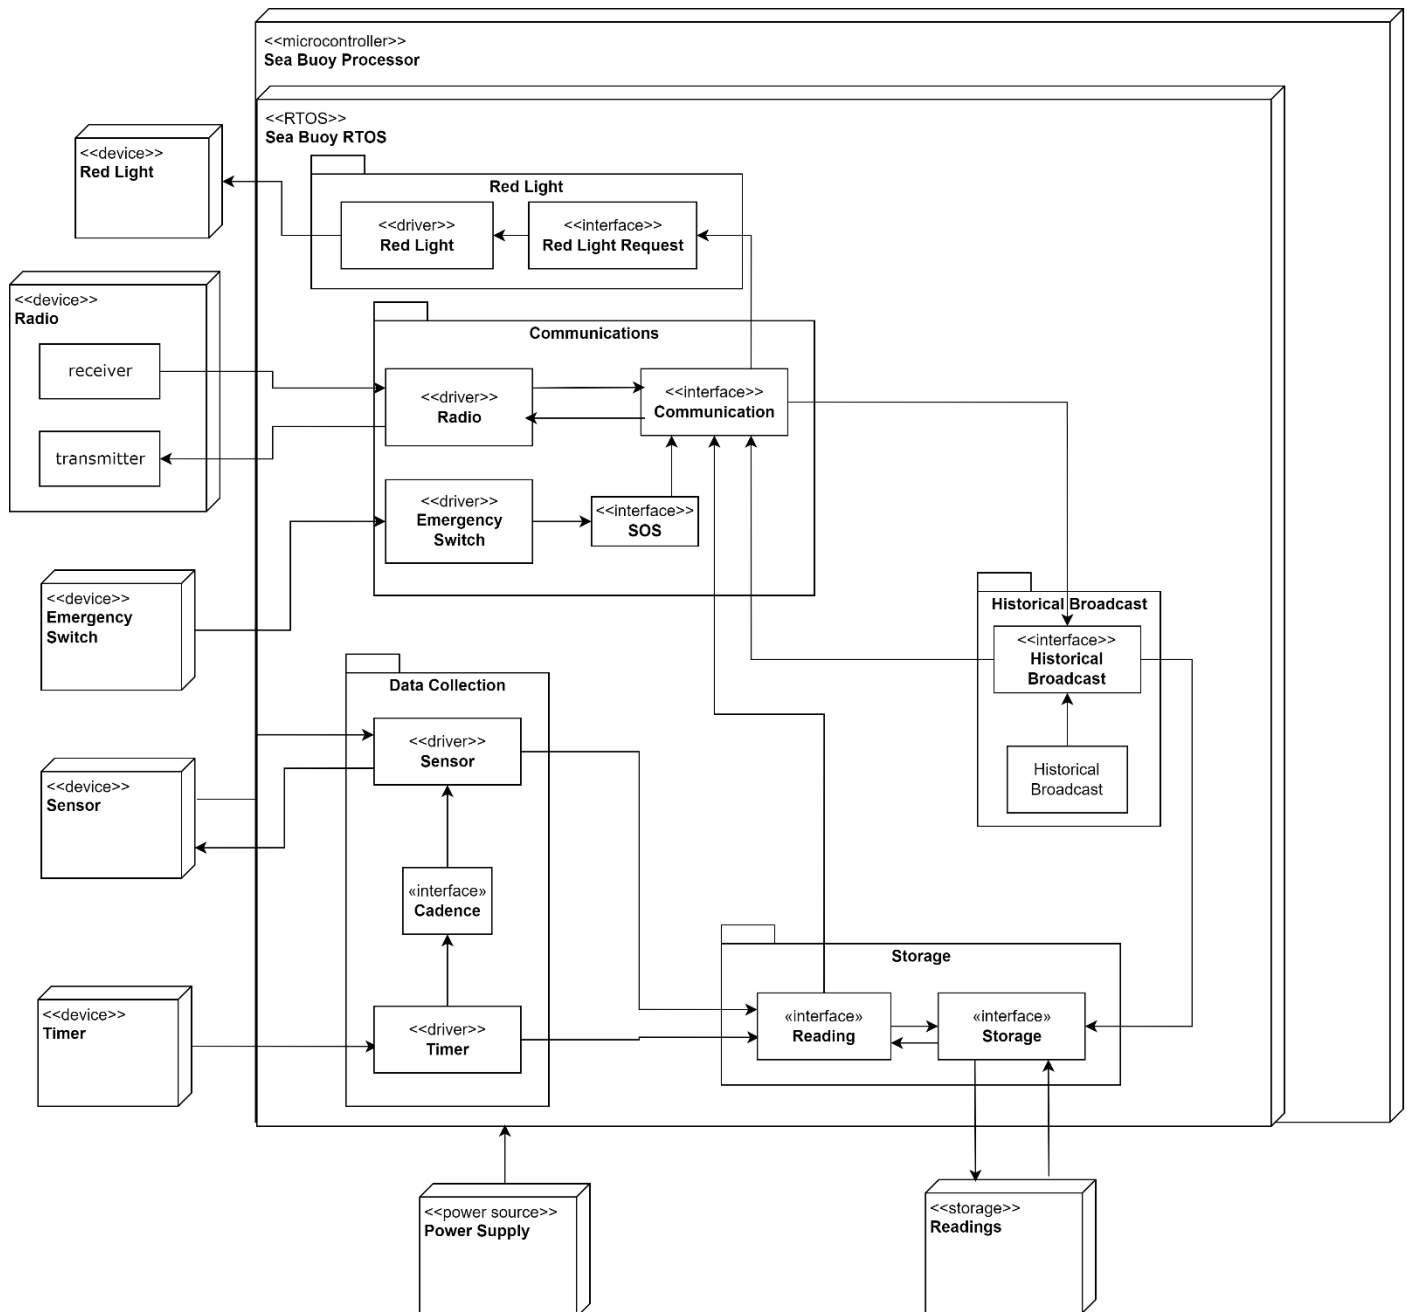 <<microcontroller>>
Sea Buoy Processor
<<RTOS>>
Sea Buoy RTOS
<<device>>
Red Light
Red Light
<<driver>>
Red Light
<<interface>>
Red Light Request
<<device>>
Radio
receiver
transmitter
Communications
<<driver>>
Radio
<<interface>>
Communication
<<driver>>
Emergency
Switch
<<interface>>
SOS
<<device>>
Emergency
Switch
Historical Broadcast
<<interface>>
Historical
Broadcast
Historical
Broadcast
Data Collection
<<driver>>
Sensor
<<device>>
Sensor
«interface»
Cadence
<<driver>>
Timer
<<device>>
Timer
Storage
«interface»
Reading
«interface»
Storage
<<power source>>
Power Supply
<<storage>>
Readings